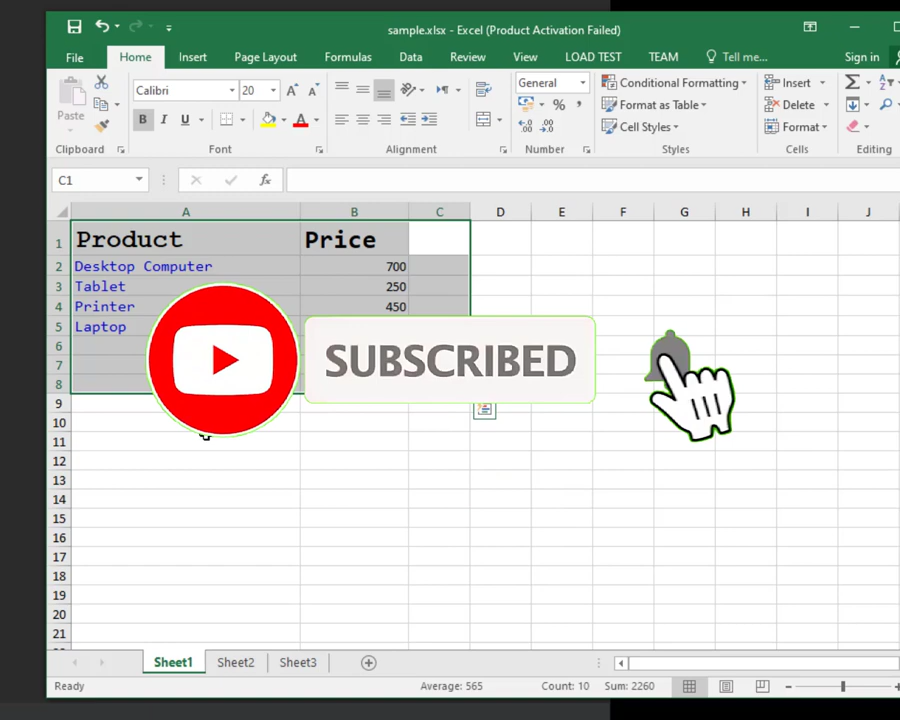 sample.xlsx - Excel (Product Activation Failed)
File Home Insert Page Layout Formulas Data Review View LOAD TEST TEAM Tell me... Sign in
Paste
Calibri 20 A A
B I U A
General
% ,
Conditional Formatting
Format as Table
Cell Styles
Insert
Delete
Format
Clipboard Font Alignment Number Styles Cells Editing
C1 fx
A B C D E F G H I J
1 Product Price
2 Desktop Computer 700
3 Tablet 250
4 Printer 450
5 Laptop
6
7
8
SUBSCRIBED
9
10
11
12
13
14
15
16
17
18
19
20
21
Sheet1 Sheet2 Sheet3
Ready Average: 565 Count: 10 Sum: 2260